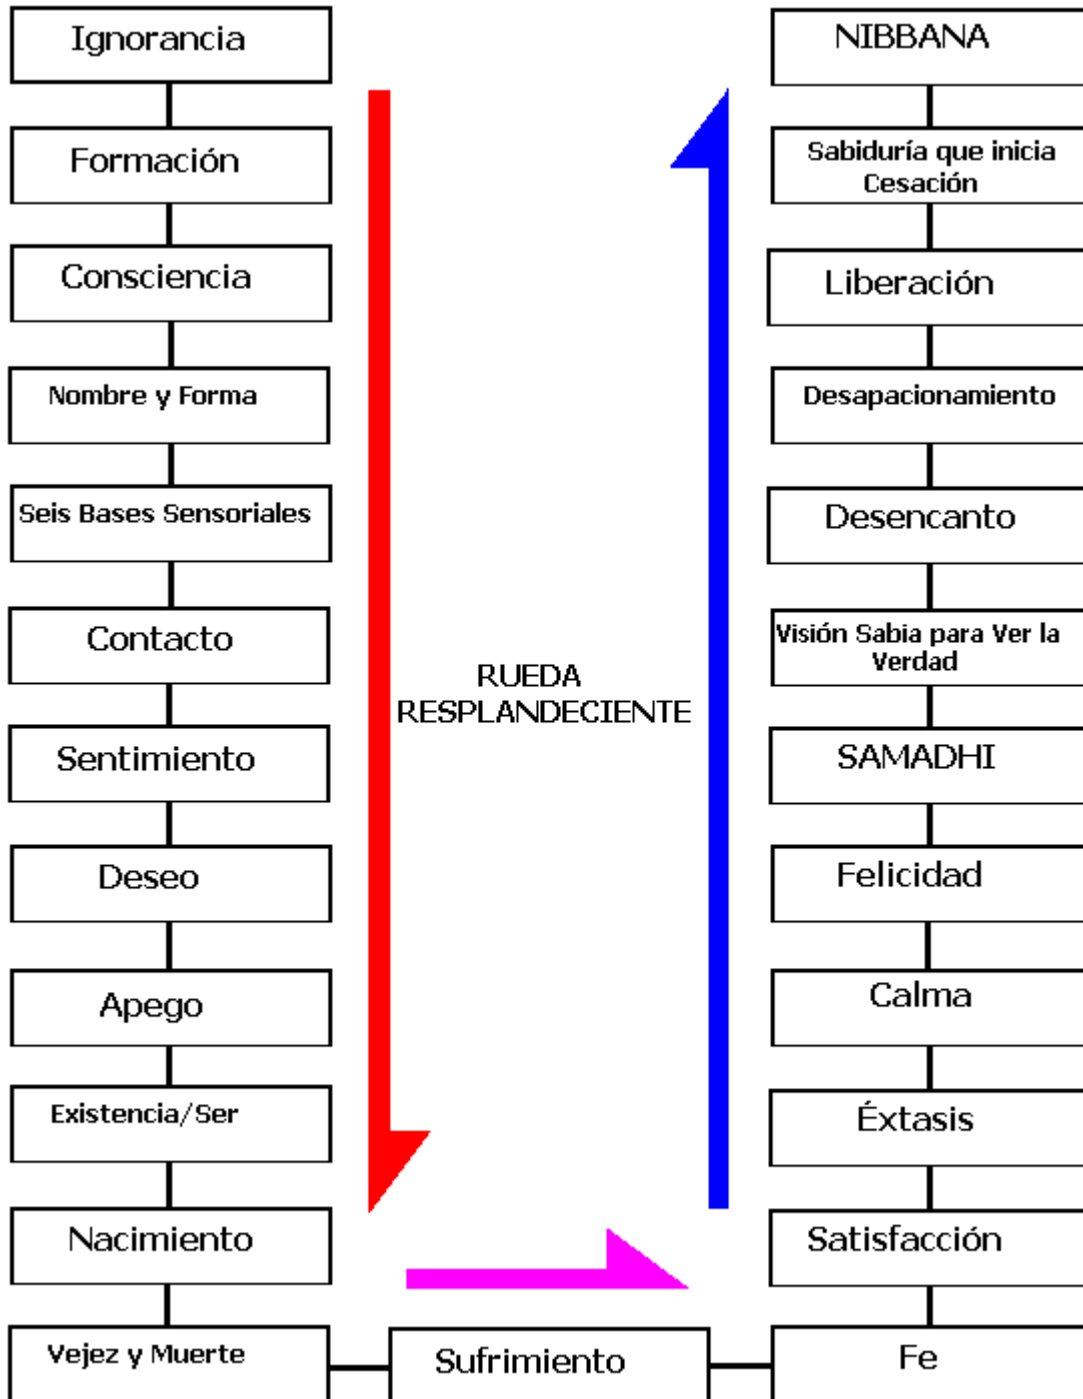 Ignorancia
Formación
Consciencia
Nombre y Forma
Seis Bases Sensoriales
Contacto
Sentimiento
Deseo
Apego
Existencia/Ser
Nacimiento
Vejez y Muerte
RUEDA
RESPLANDECIENTE
Sufrimiento
NIBBANA
Sabiduría que inicia
Cesación
Liberación
Desapacionamiento
Desencanto
Visión Sabia para Ver la
Verdad
SAMADHI
Felicidad
Calma
Éxtasis
Satisfacción
Fe